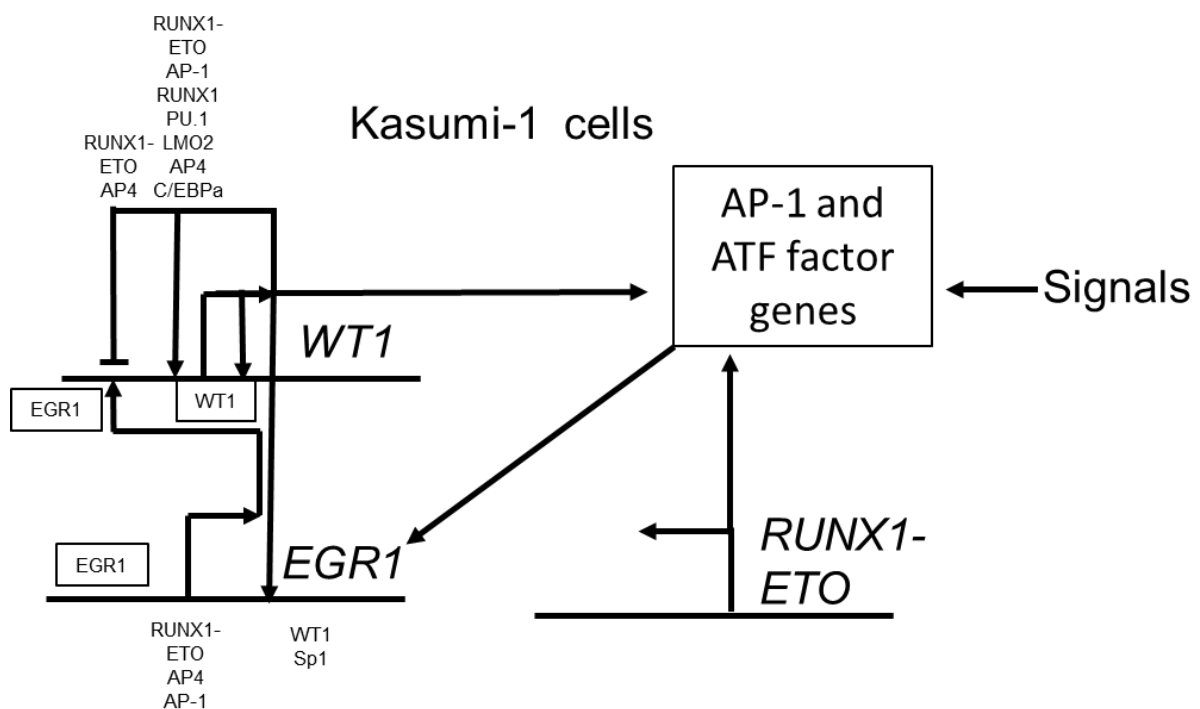 RUNX1-
ETO
AP-1
RUNX1
PU.1
LMO2
AP4
C/EBPa
RUNX1-
ETO
AP4
Kasumi-1 cells
AP-1 and
ATF factor
genes
Signals
WT1
EGR1
WT1
EGR1
EGR1
RUNX1-
ETO
RUNX1-
ETO
AP4
AP-1
WT1
Sp1